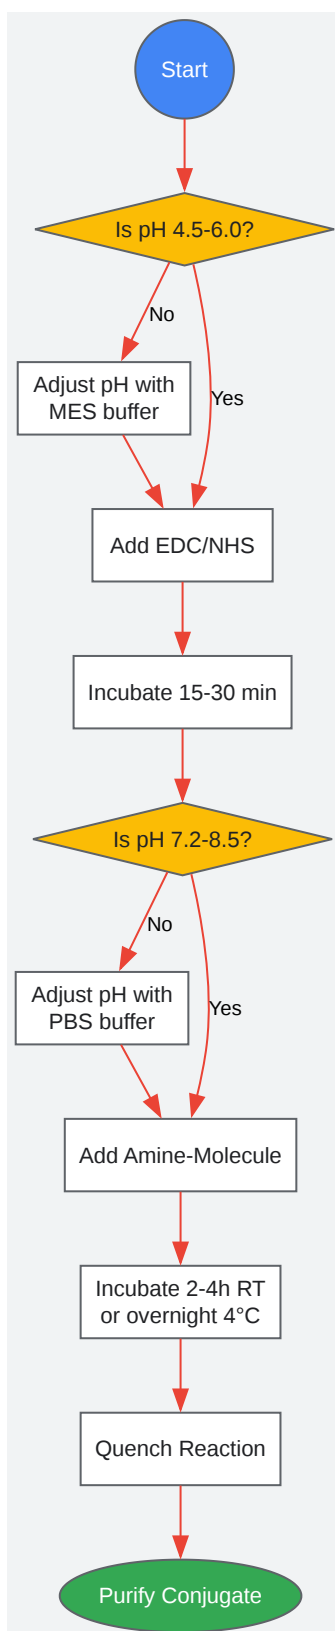 Start
Is pH 4.5-6.0?
No
Yes
Adjust pH with
MES buffer
Add EDC/NHS
Incubate 15-30 min
Is pH 7.2-8.5?
No
Yes
Adjust pH with
PBS buffer
Add Amine-Molecule
Incubate 2-4h RT
or overnight 4°C
Quench Reaction
Purify Conjugate